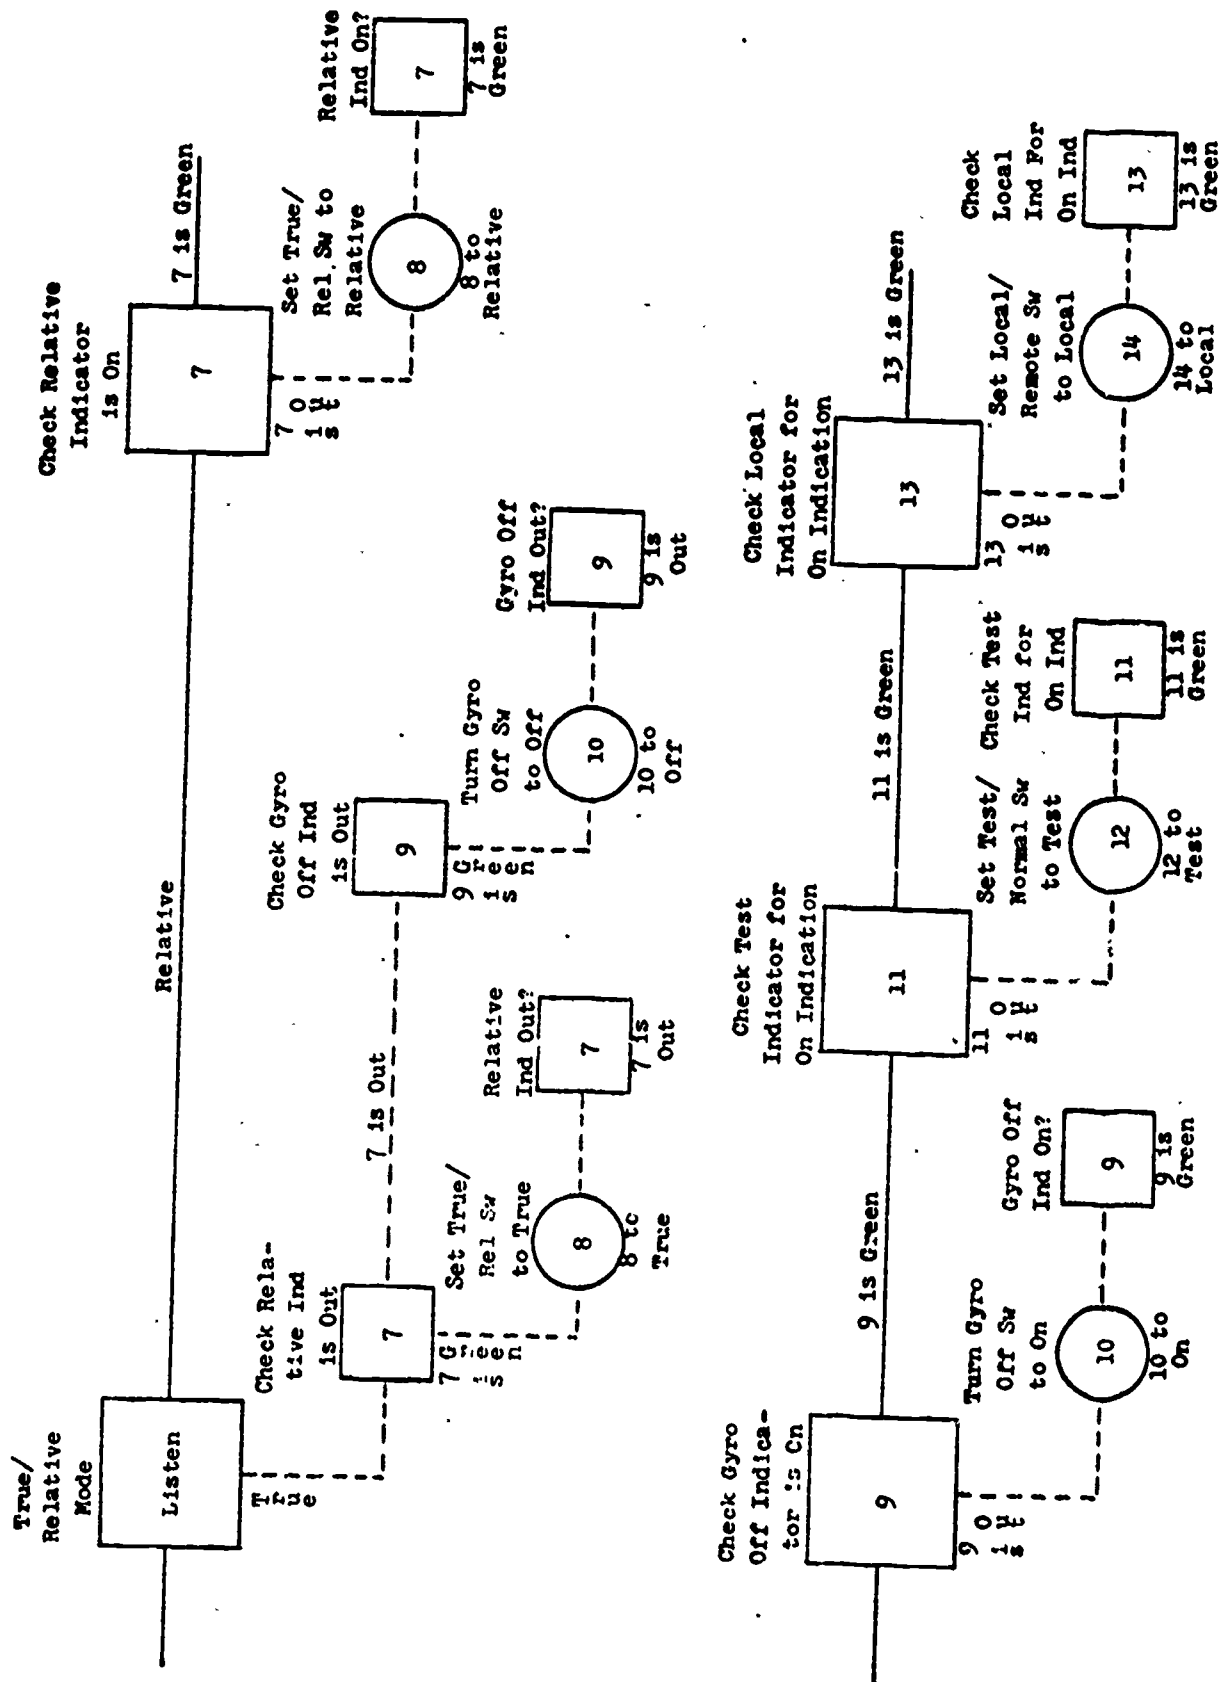 True/
Relative
Mode
Listen
T
r
u
e
Relative
Check Relative
Indicator
is On
7
7 is Green
7 O
i u
s t
Set True/
Rel Sw to
Relative
8
8 to
Relative
Relative
Ind On?
7
7 is
Green
Check Rela-
tive Ind
is Out
7
7 G
i r
s e
e
n
7 is Out
Set True/
Rel Sw
to True
8
8 to
True
Relative
Ind Out?
7
7 is
Out
Check Gyro
Off Ind
is Out
9
9 G
i r
s e
e
n
Turn Gyro
Off Sw
to Off
10
10 to
Off
Gyro Off
Ind Out?
9
9 is
Out
Check Gyro
Off Indica-
tor is On
9
9 is Green
9 O
i u
s t
Turn Gyro
Off Sw
to On
10
10 to
On
Gyro Off
Ind On?
9
9 is
Green
Check Test
Indicator for
On Indication
11
11 is Green
11 O
i u
s t
Set Test/
Normal Sw
to Test
12
12 to
Test
Check Test
Ind for
On Ind
11
11 is
Green
Check Local
Indicator for
On Indication
13
13 is Green
13 O
i u
s t
Set Local/
Remote Sw
to Local
14
14 to
Local
Check
Local
Ind For
On Ind
13
13 is
Green